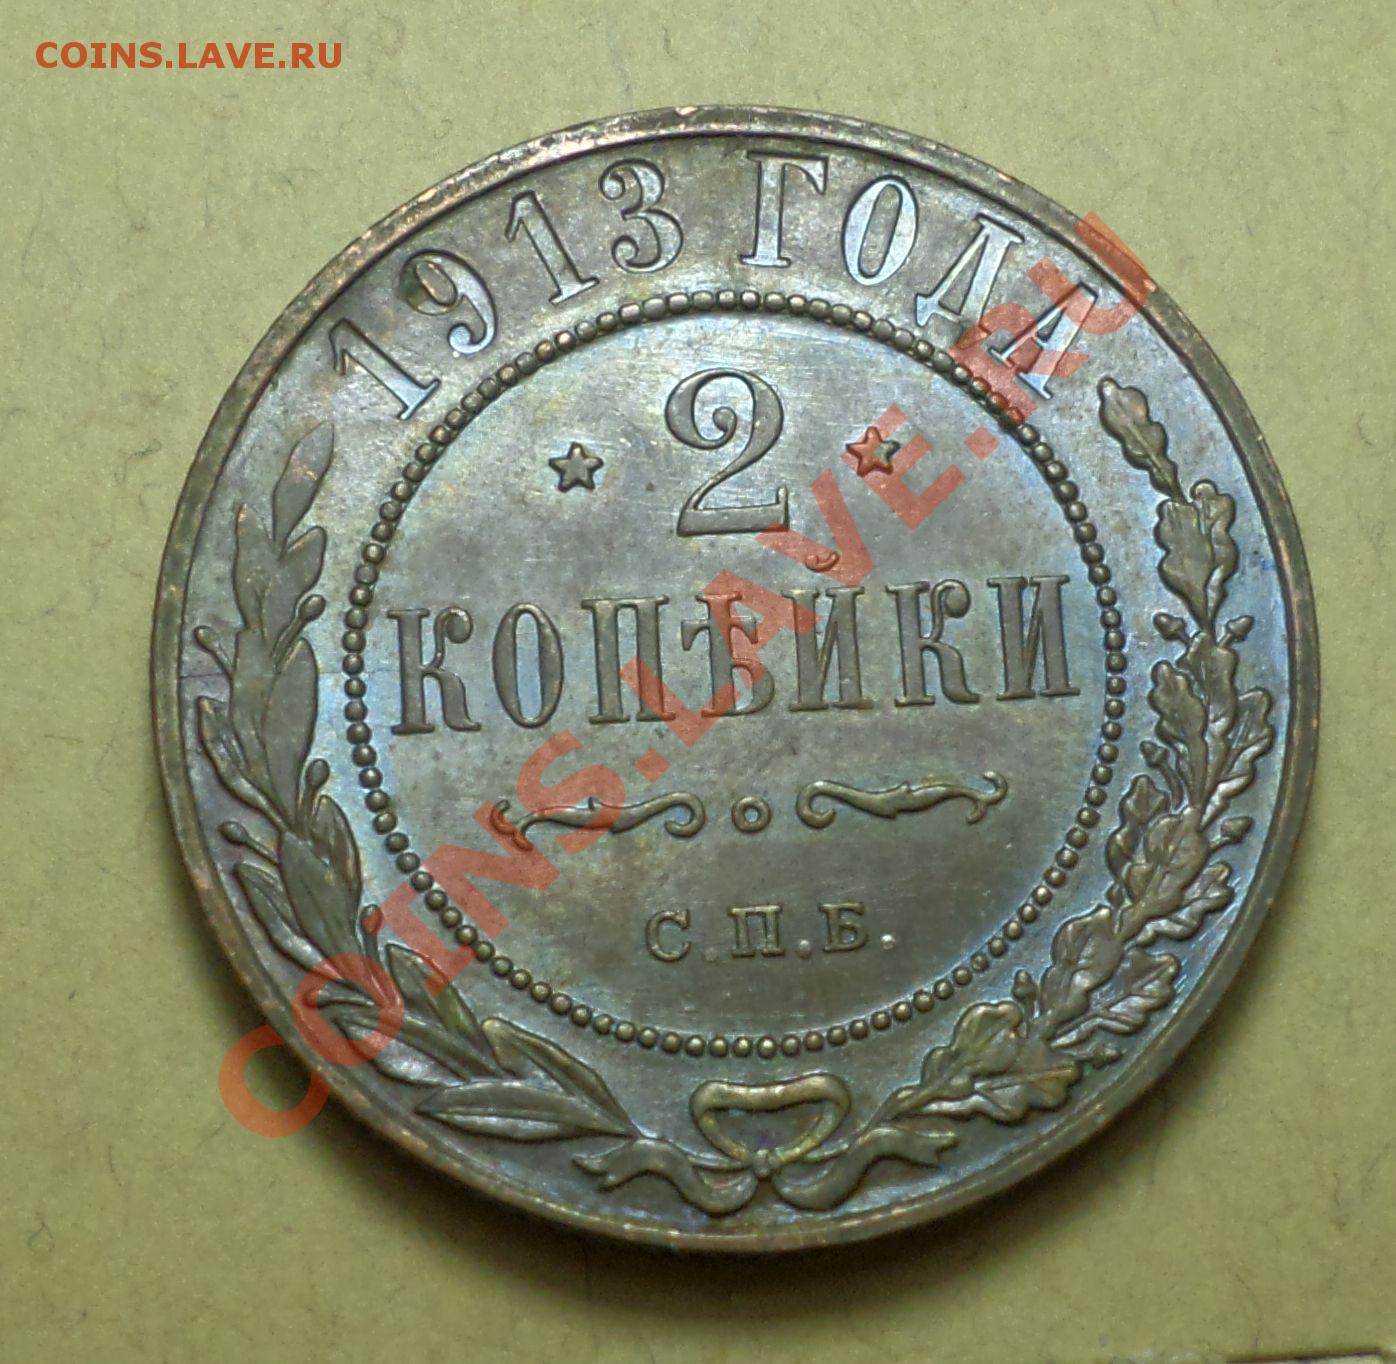 COINS.LAVE.RU
1913 ГОДА
2
КОПѢЙКИ
С.П.Б.
COINS.LAVE.RU